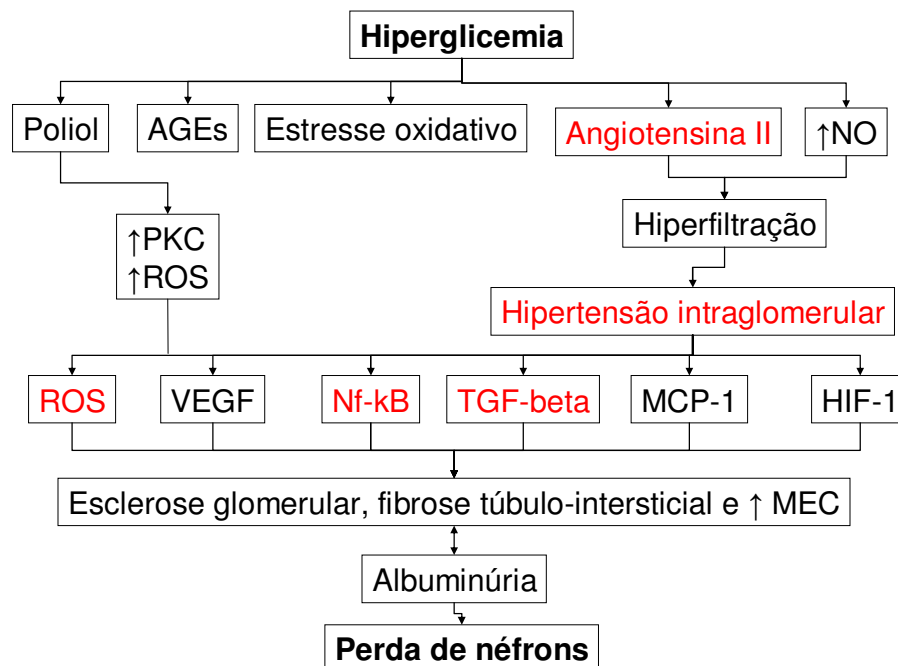 Hiperglicemia
Poliol
AGEs
Estresse oxidativo
Angiotensina II
↑NO
↑PKC
↑ROS
Hiperfiltração
Hipertensão intraglomerular
ROS
VEGF
Nf-kB
TGF-beta
MCP-1
HIF-1
Esclerose glomerular, fibrose túbulo-intersticial e ↑ MEC
Albuminúria
Perda de néfrons